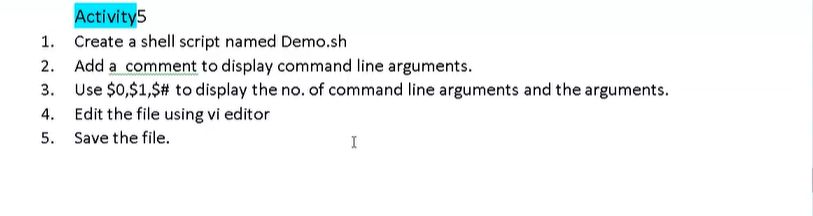 Activity5
1. Create a shell script named Demo.sh
2. Add a comment to display command line arguments.
3. Use $0,$1,$# to display the no. of command line arguments and the arguments.
4. Edit the file using vi editor
5. Save the file.